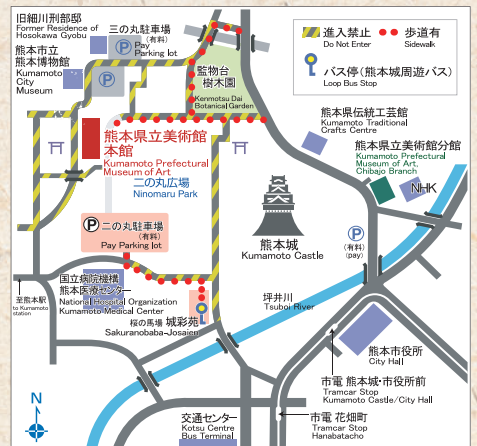 旧細川刑部邸
Former Residence of
Hosokawa Gyobu
三の丸駐車場
(有料)
Pay
Parking lot
P
P
進入禁止
Do Not Enter
歩道有
Sidewalk
バス停(熊本城周遊バス)
Loop Bus Stop
熊本市立
熊本博物館
Kumamoto
City
Museum
監物台
樹木園
Kenmotsu Dai
Botanical Garden
熊本県伝統工芸館
Kumamoto Traditional
Crafts Centre
熊本県立美術館
本館
Kumamoto Prefectural
Museum of Art
熊本県立美術館分館
Kumamoto Prefectural
Museum of Art,
Chibajo Branch
NHK
二の丸広場
Ninomaru Park
P 二の丸駐車場
(有料)
Pay Parking lot
熊本城
Kumamoto Castle
P
(有料)
(pay)
至熊本駅
to Kumamoto
station
国立病院機構
熊本医療センター
National Hospital Organization
Kumamoto Medical Center
桜の馬場 城彩苑
Sakuranobaba-Josaien
坪井川
Tsuboi River
熊本市役所
City Hall
市電 熊本城・市役所前
Tramcar Stop
Kumamoto Castle/City Hall
市電 花畑町
Tramcar Stop
Hanabatacho
交通センター
Kotsu Centre
Bus Terminal
N